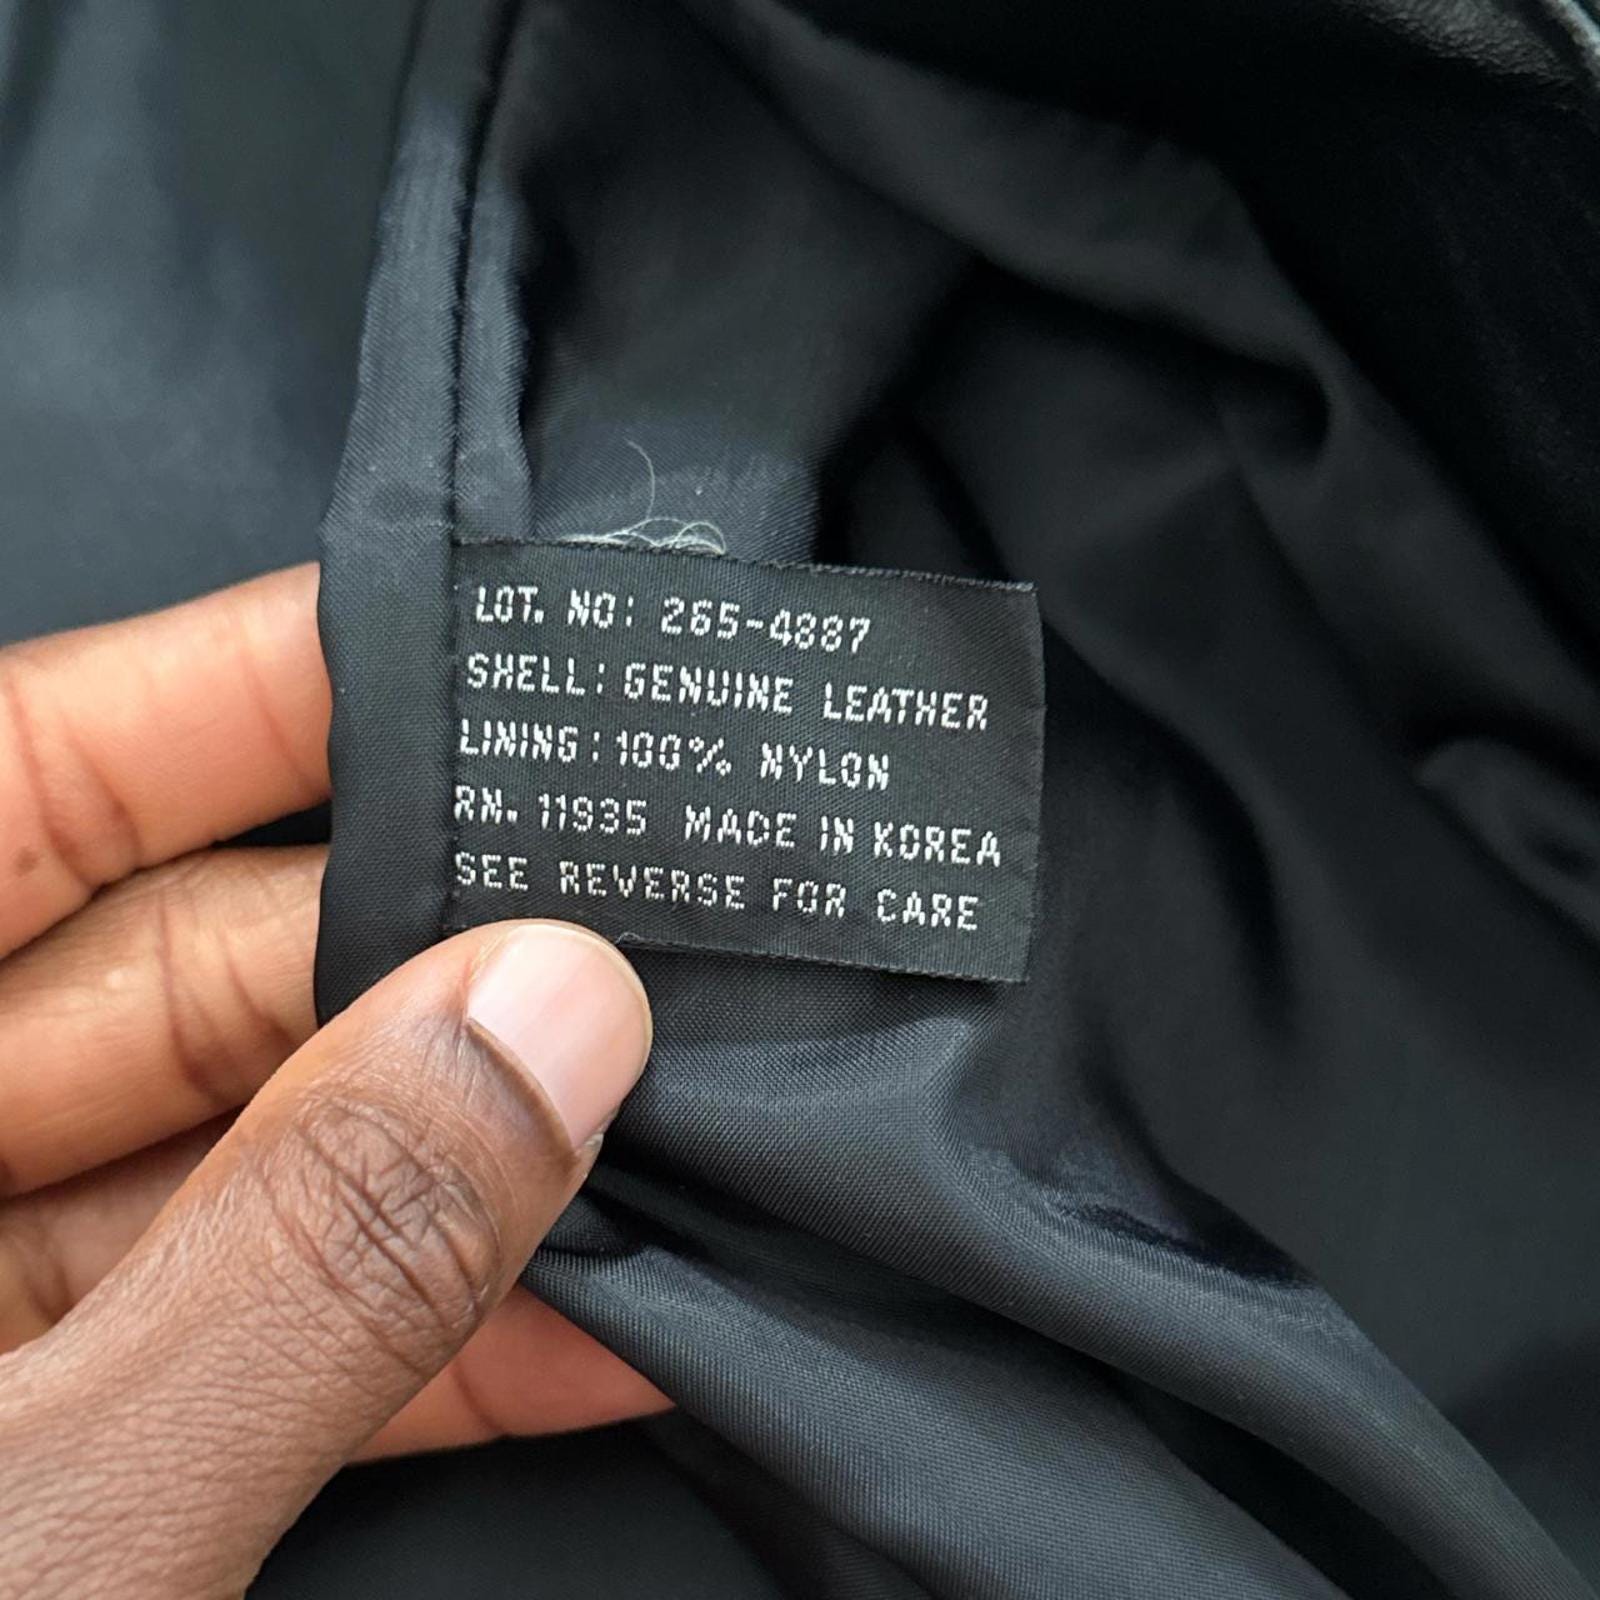 LOT. NO: 265-4887
SHELL: GENUINE LEATHER
LINING: 100% NYLON
RN. 11935 MADE IN KOREA
SEE REVERSE FOR CARE